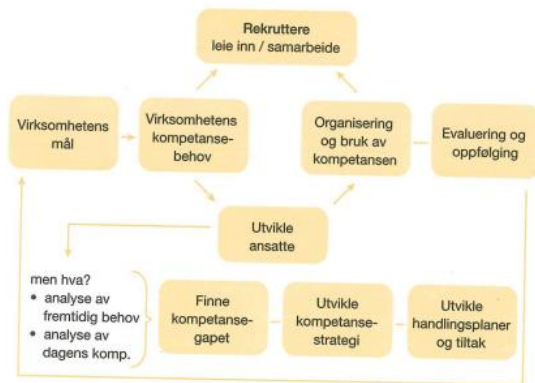 Rekruttere
leie inn / samarbeide
Virksomhetens
mål
Virksomhetens
kompetanse-
behov
Organisering
og bruk av
kompetansen
Evaluering og
oppfølging
Utvikle
ansatte
men hva?
• analyse av
fremtidig behov
• analyse av
dagens komp.
Finne
kompetanse-
gapet
Utvikle
kompetanse-
strategi
Utvikle
handlingsplaner
og tiltak